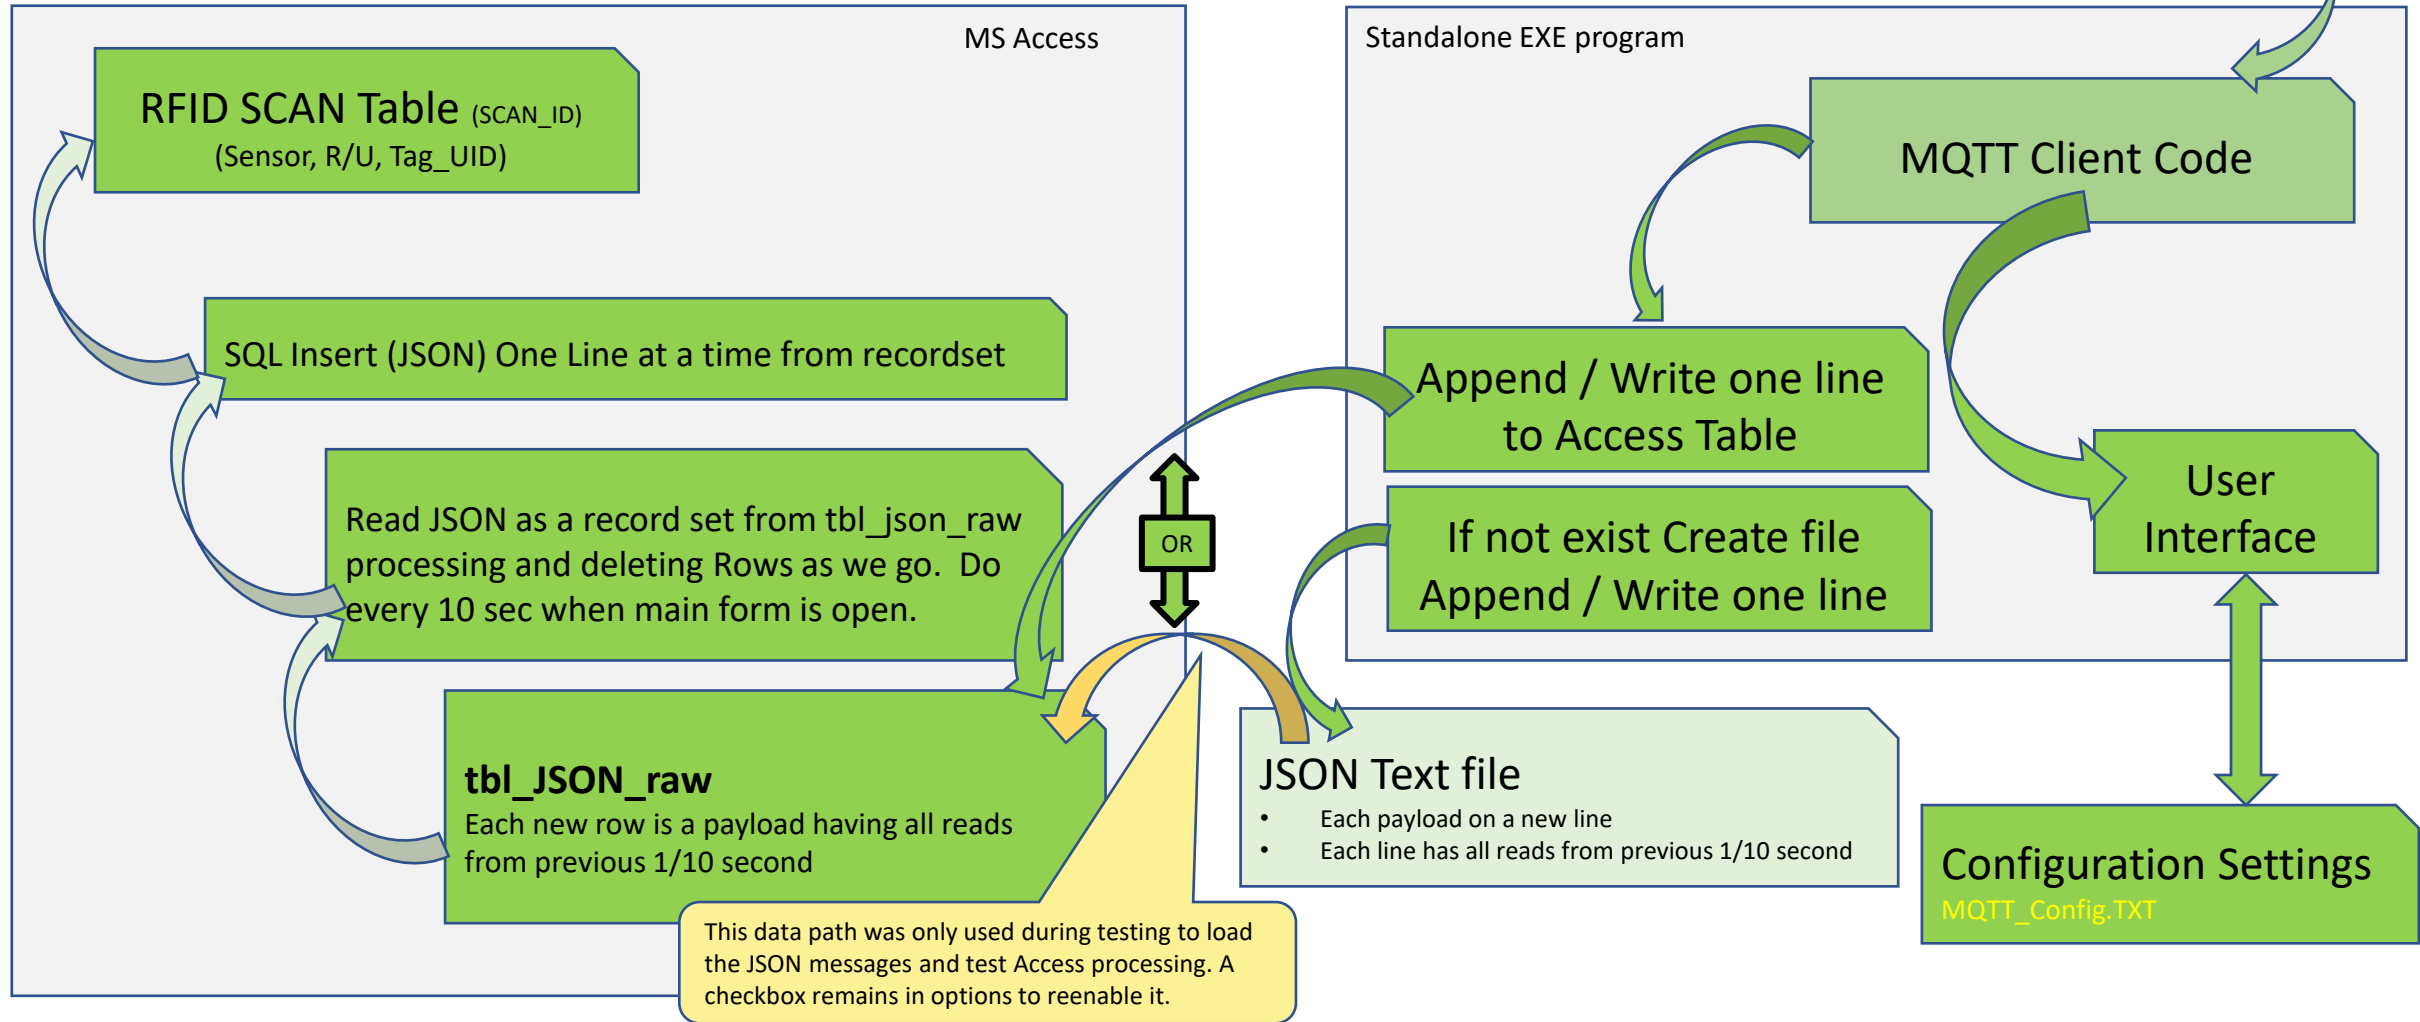 MS Access
RFID SCAN Table (SCAN_ID)
(Sensor, R/U, Tag_UID)
SQL Insert (JSON) One Line at a time from recordset
Read JSON as a record set from tbl_json_raw
processing and deleting Rows as we go. Do
every 10 sec when main form is open.
tbl_JSON_raw
Each new row is a payload having all reads
from previous 1/10 second
OR
This data path was only used during testing to load
the JSON messages and test Access processing. A
checkbox remains in options to reenable it.
Standalone EXE program
MQTT Client Code
Append / Write one line
to Access Table
If not exist Create file
Append / Write one line
User
Interface
JSON Text file
• Each payload on a new line
• Each line has all reads from previous 1/10 second
Configuration Settings
MQTT_Config.TXT